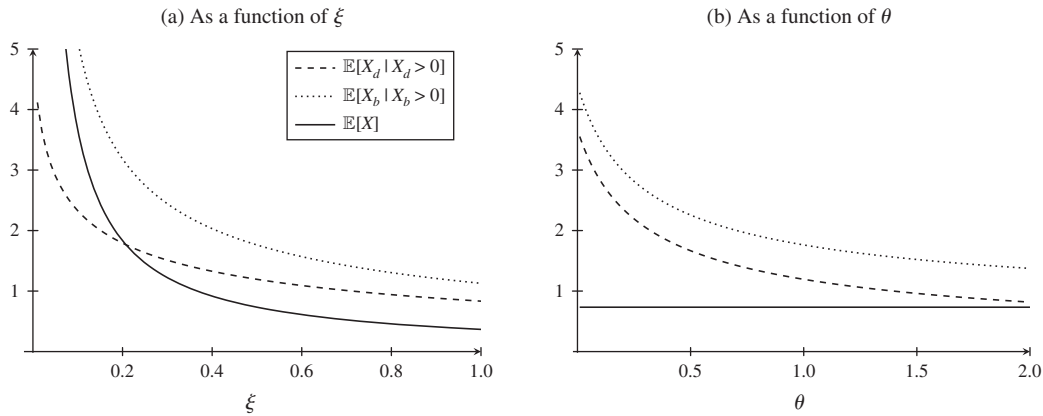 (a) As a function of ξ
5
4
3
2
1
0.2 0.4 0.6 0.8 1.0
ξ
𝔼[X_d | X_d > 0]
𝔼[X_b | X_b > 0]
𝔼[X]
(b) As a function of θ
5
4
3
2
1
0.5 1.0 1.5 2.0
θ